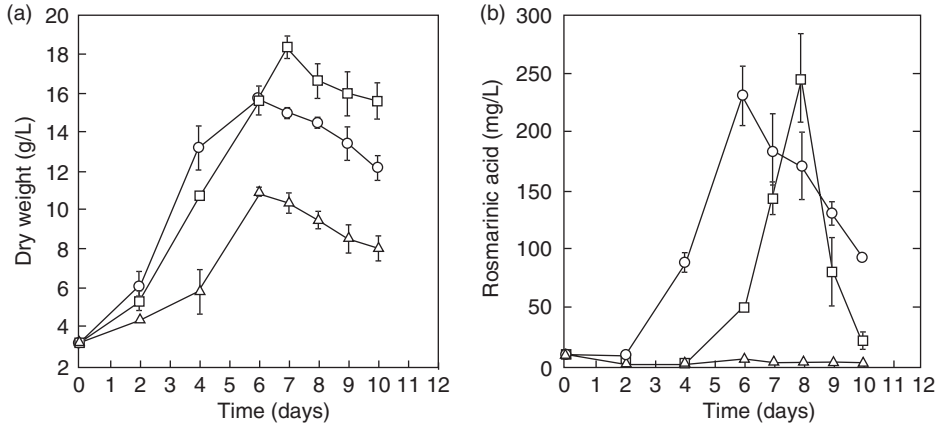 (a)
20
18
16
14
12
10
8
6
4
2
Dry weight (g/L)
0 1 2 3 4 5 6 7 8 9 10 11 12
Time (days)
(b)
300
250
200
150
100
50
0
Rosmarinic acid (mg/L)
0 1 2 3 4 5 6 7 8 9 10 11 12
Time (days)